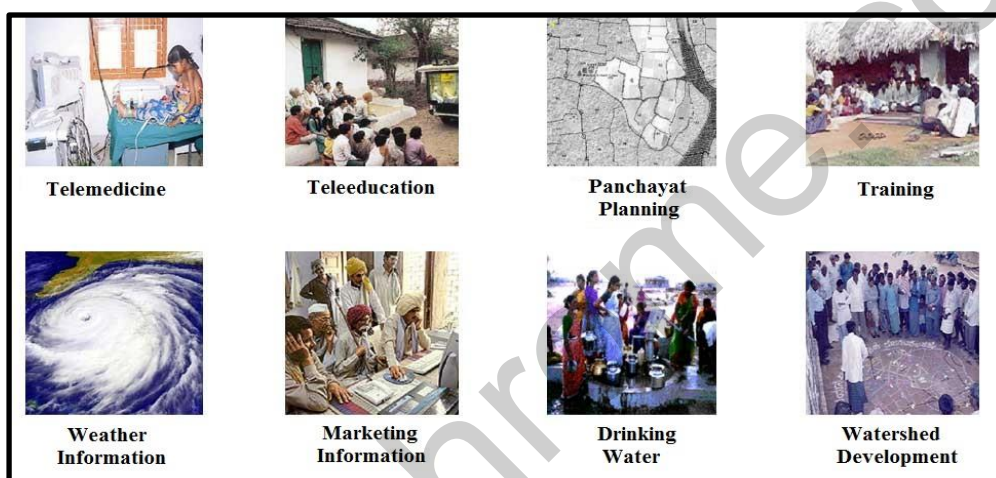 Telemedicine
Teleeducation
Panchayat
Planning
Training
Weather
Information
Marketing
Information
Drinking
Water
Watershed
Development